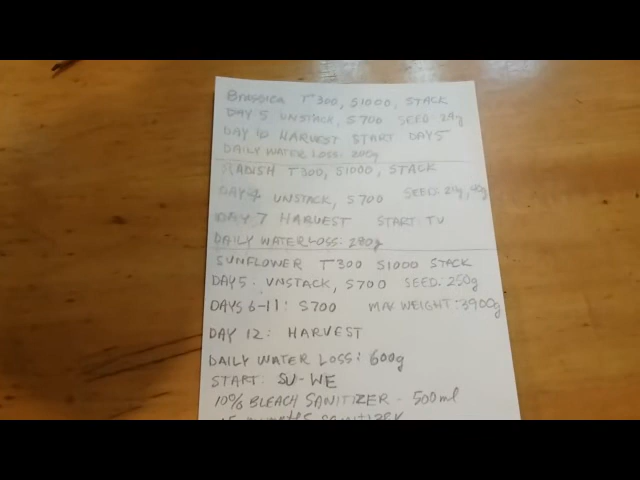 BRASSICA T300, S1000, STACK
DAY 5 UNSTACK, S700 SEED: 24g
DAY 10 HARVEST START DAY 5
DAILY WATER LOSS: 200g
RADISH T300, S1000, STACK
DAY 4 UNSTACK, S700 SEED:
DAY 7 HARVEST START: TU
DAILY WATER LOSS: 280g
SUNFLOWER T300 S1000 STACK
DAY 5: UNSTACK, S700 SEED: 250g
DAYS 6-11: S700 MAX WEIGHT: 3900g
DAY 12: HARVEST
DAILY WATER LOSS: 600g
START: SU-WE
10% BLEACH SANITIZER - 500ml
SANITIZER